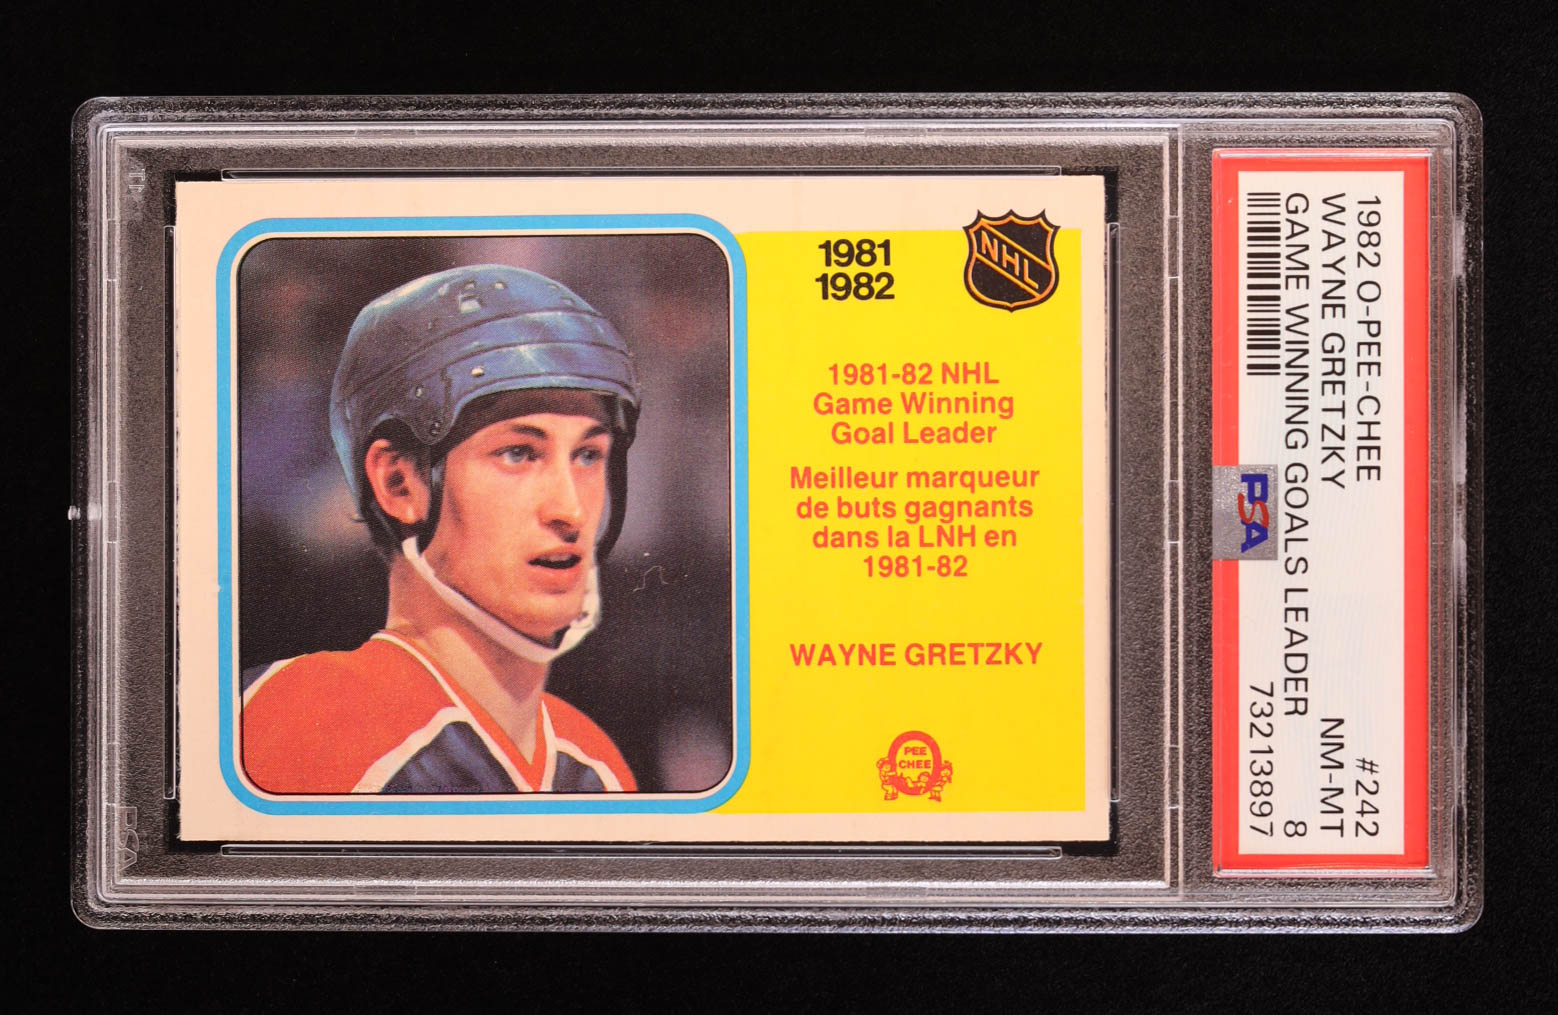 1981
1982
NHL
1981-82 NHL
Game Winning
Goal Leader
Meilleur marqueur
de buts gagnants
dans la LNH en
1981-82
WAYNE GRETZKY
PEE
CHEE
1982 O-PEE-CHEE #242
WAYNE GRETZKY NM-MT
GAME WINNING GOALS LEADER 8
73213897
PSA
PSA